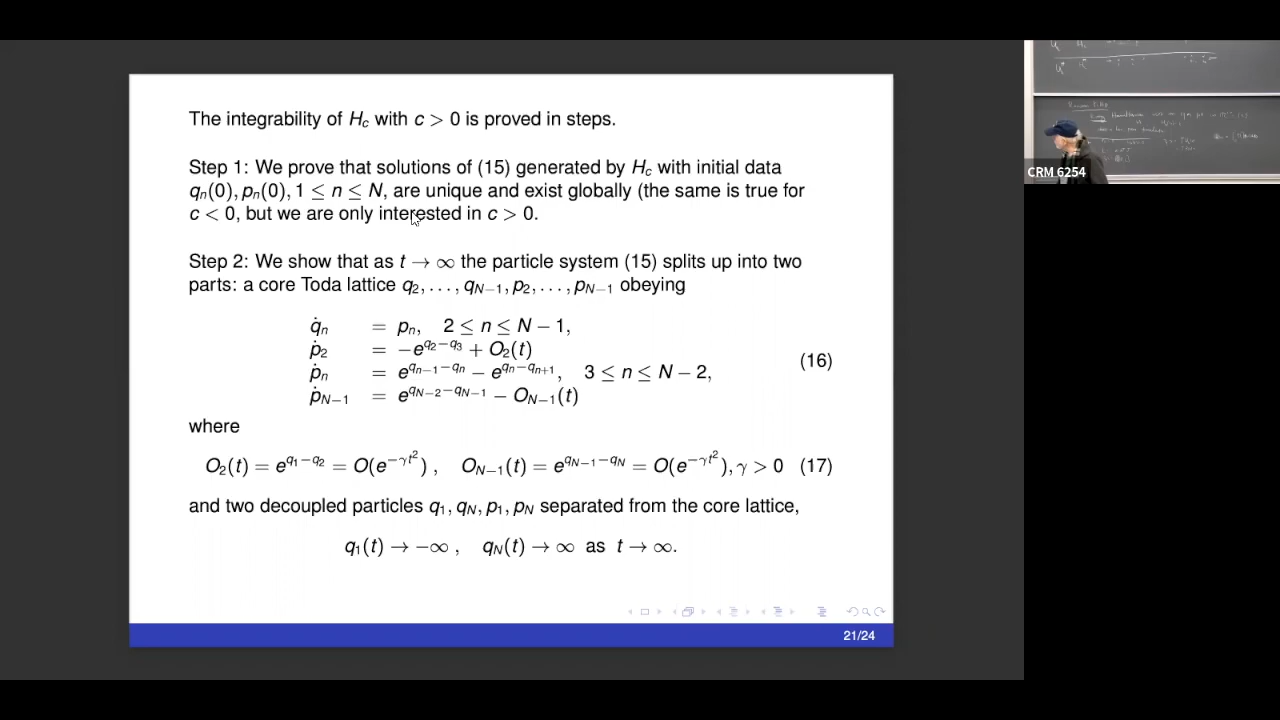 The integrability of H_c with c > 0 is proved in steps.
Step 1: We prove that solutions of (15) generated by H_c with initial data
q_n(0), p_n(0), 1 ≤ n ≤ N, are unique and exist globally (the same is true for
c < 0, but we are only interested in c > 0.
Step 2: We show that as t → ∞ the particle system (15) splits up into two
parts: a core Toda lattice q_2, . . . , q_{N−1}, p_2, . . . , p_{N−1} obeying
q̇_n = p_n, 2 ≤ n ≤ N − 1,
ṗ_2 = −e^{q_2−q_3} + O_2(t)
ṗ_n = e^{q_{n−1}−q_n} − e^{q_n−q_{n+1}}, 3 ≤ n ≤ N − 2,
(16)
ṗ_{N−1} = e^{q_{N−2}−q_{N−1}} − O_{N−1}(t)
where
O_2(t) = e^{q_1−q_2} = O(e^{−γt^2}) , O_{N−1}(t) = e^{q_{N−1}−q_N} = O(e^{−γt^2}), γ > 0 (17)
and two decoupled particles q_1, q_N, p_1, p_N separated from the core lattice,
q_1(t) → −∞ , q_N(t) → ∞ as t → ∞.
21/24
CRM 6254